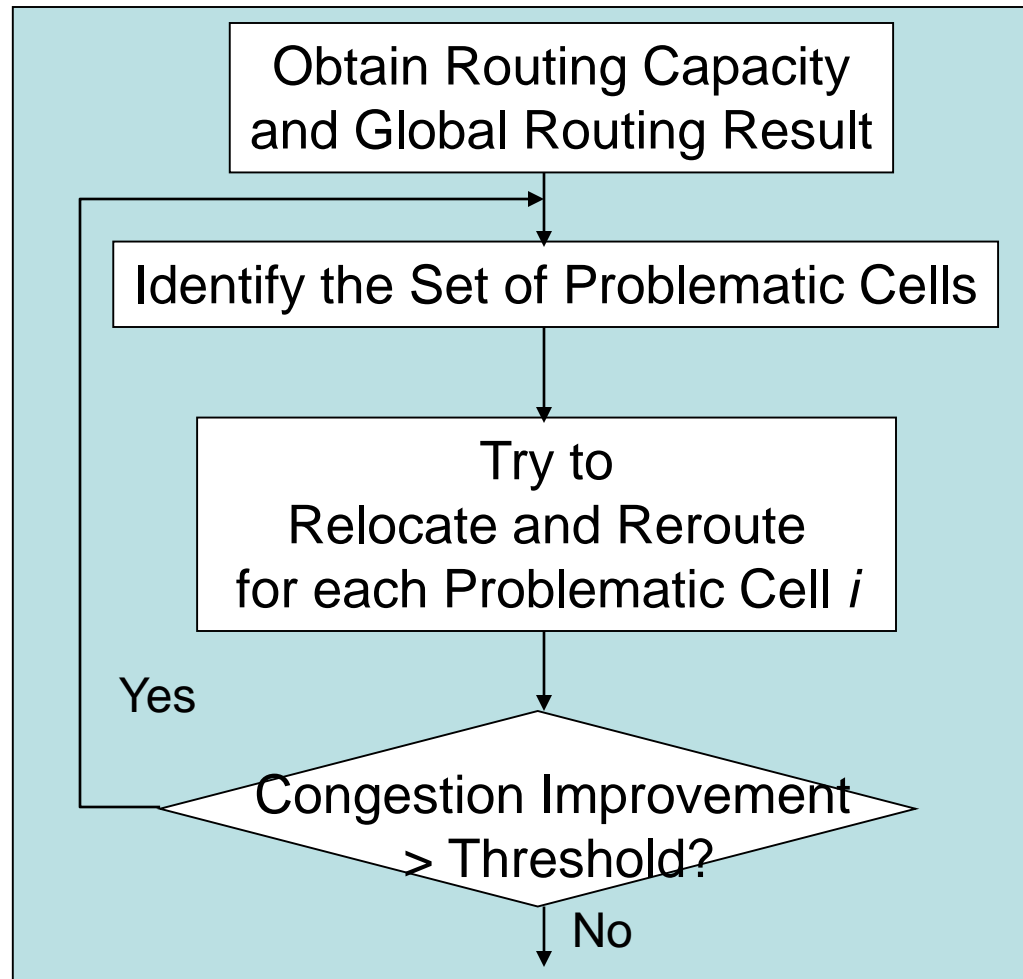 Obtain Routing Capacity
and Global Routing Result
Identify the Set of Problematic Cells
Try to
Relocate and Reroute
for each Problematic Cell i
Yes
Congestion Improvement
> Threshold?
No